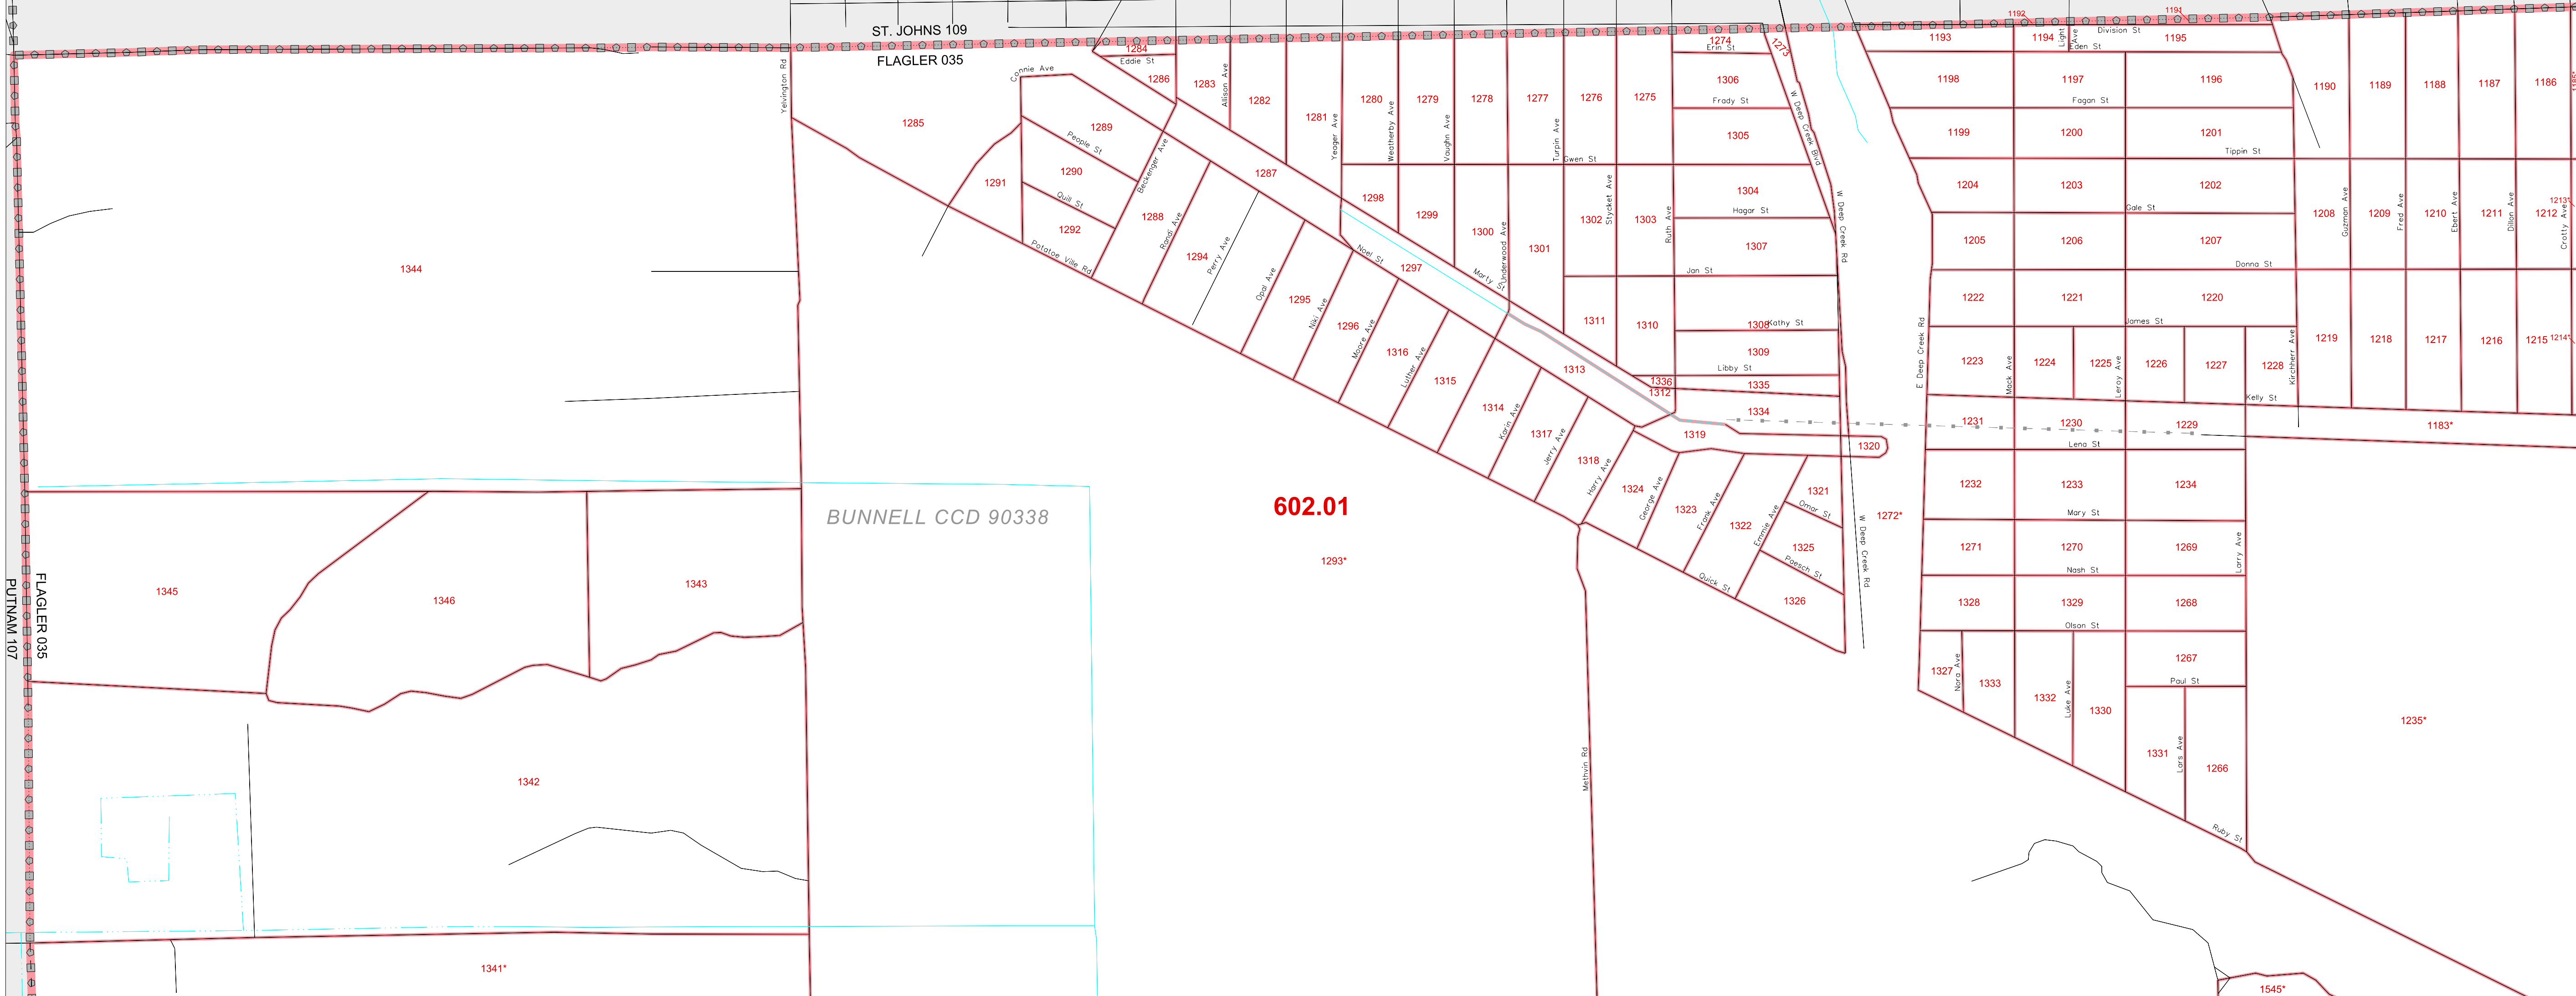 ST. JOHNS 109
FLAGLER 035
FLAGLER 035
PUTNAM 107
BUNNELL CCD 90338
602.01
1192
1191
1284
Eddie St
1286
1283
Allison Ave
1282
1281
Yeager Ave
1280
Weatherby Ave
1279
Vaughn Ave
1278
1277
Turpin Ave
1276
1275
1274
Erin St
1273
1306
Frady St
1305
W Deep Creek Blvd
1193
1194
Light Ave
Division St
Eden St
1195
1198
1197
1196
Fagan St
1199
1200
1201
Tippin St
1190
1189
1188
1187
1186
1185*
Yelvington Rd
1285
Connie Ave
1289
People St
1290
1291
Quill St
1292
Beckenger Ave
1288
Randi Ave
1294
Perry Ave
Potatoe Ville Rd
1287
Gwen St
1298
1299
1300
Underwood Ave
1301
1302
Stycket Ave
1303
Ruth Ave
1304
Hagar St
1307
Jan St
W Deep Creek Rd
1204
1203
1202
Gale St
1205
1206
1207
Donna St
1208
Guzman Ave
1209
Fred Ave
1210
Ebert Ave
1211
Dillon Ave
1212
1213*
Crotty Ave
1344
Opal Ave
1295
Niki Ave
1296
Moore Ave
1316
Luther Ave
1315
Noel St
1297
Marty St
1311
1310
1308
Kathy St
1309
Libby St
1336
1335
1312
1334
1313
1314
Karin Ave
1317
Jerry Ave
1318
Harry Ave
1319
1320
1222
1221
1220
James St
E Deep Creek Rd
1223
Mack Ave
1224
1225
Leroy Ave
1226
1227
1228
Kirchherr Ave
Kelly St
1219
1218
1217
1216
1215
1214*
1231
1230
1229
Lena St
1183*
1324
George Ave
1323
Frank Ave
1322
Emmie Ave
1321
Omar St
1325
Paesch St
1326
Quick St
1272*
W Deep Creek Rd
1232
1233
1234
Mary St
1271
1270
1269
Larry Ave
Nash St
1328
1329
1268
Olson St
1327
Nora Ave
1333
1332
Luke Ave
1330
1267
Paul St
1331
Lars Ave
1266
Ruby St
1235*
1293*
Methvin Rd
1345
1346
1343
1342
1341*
1545*